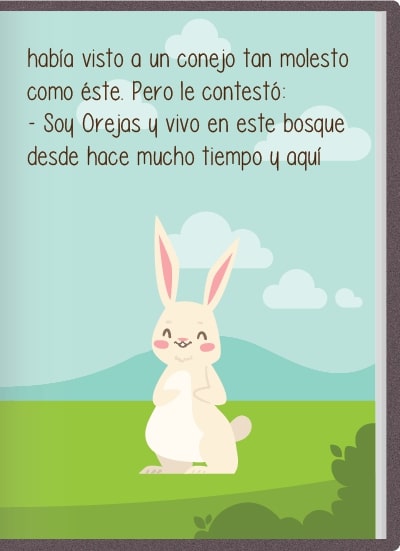 había visto a un conejo tan molesto
como éste. Pero le contestó:
- Soy Orejas y vivo en este bosque
desde hace mucho tiempo y aquí